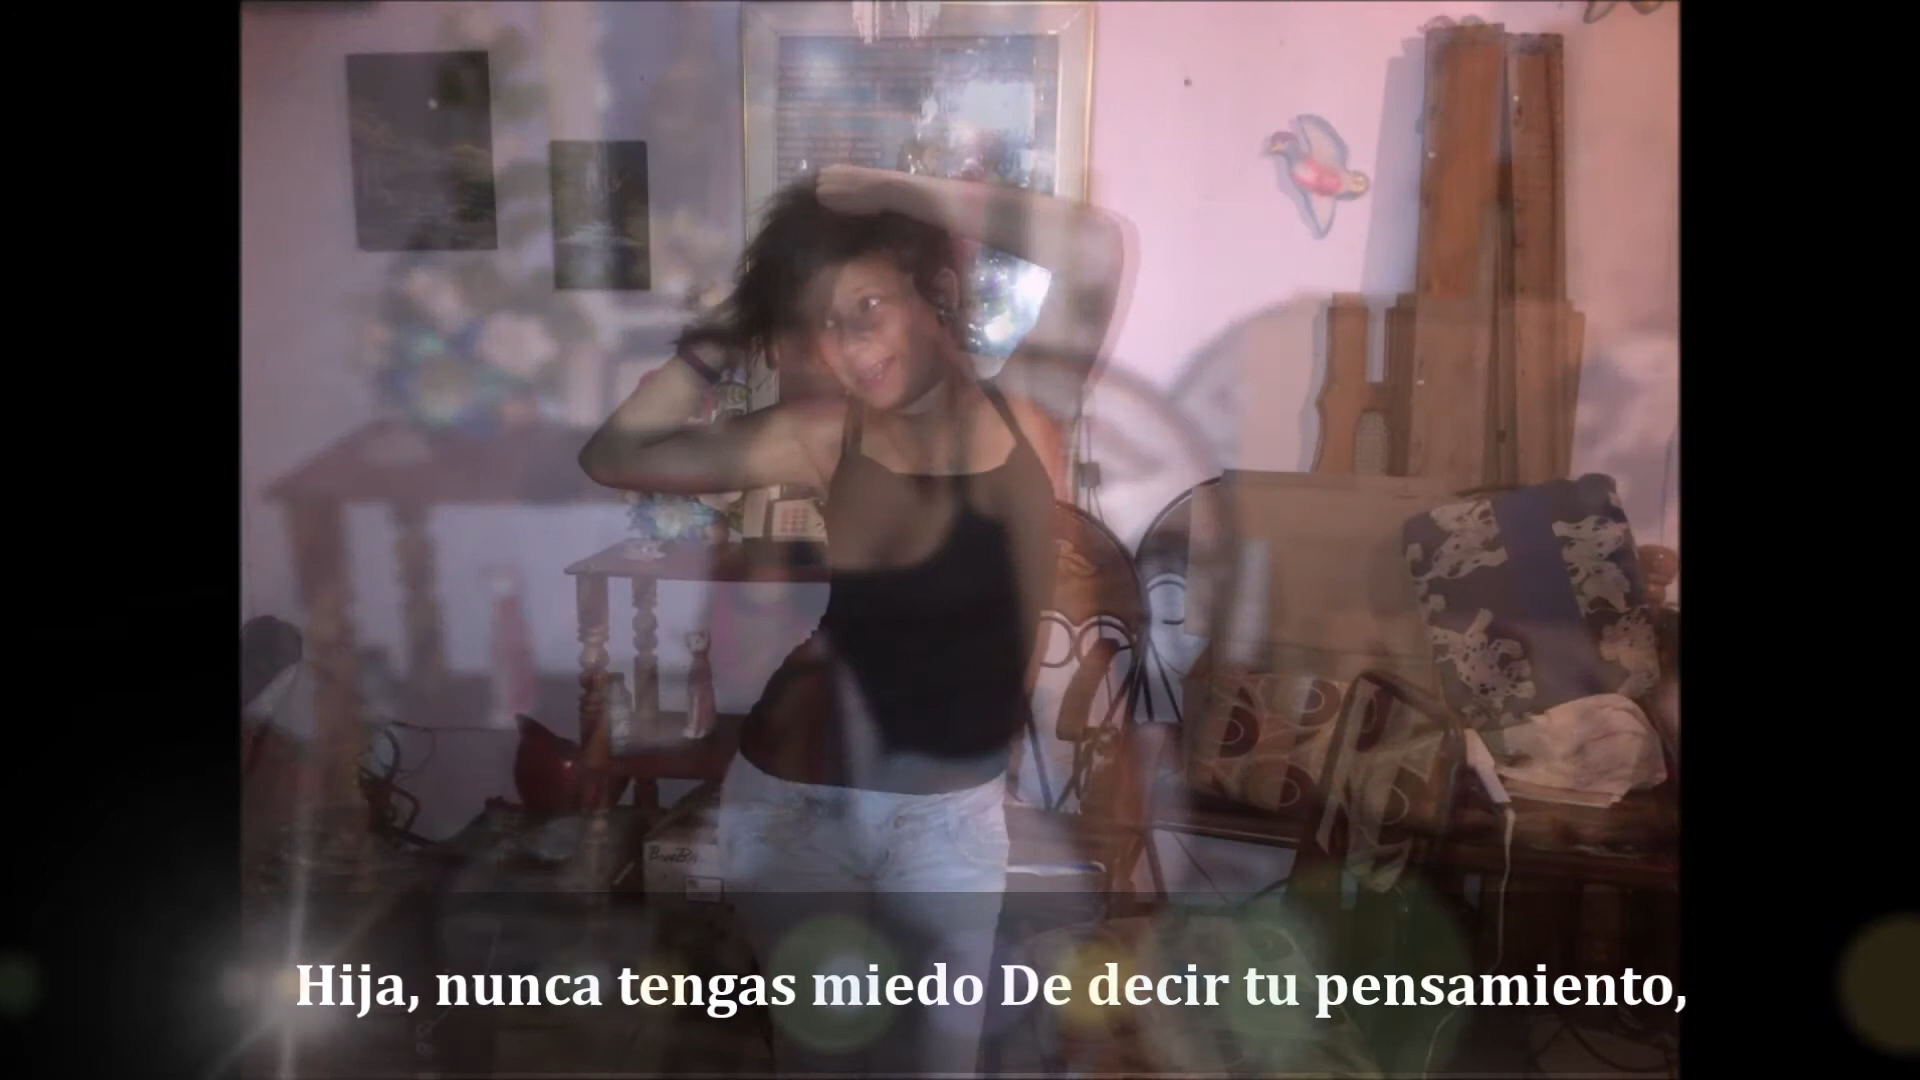 Hija, nunca tengas miedo De decir tu pensamiento,